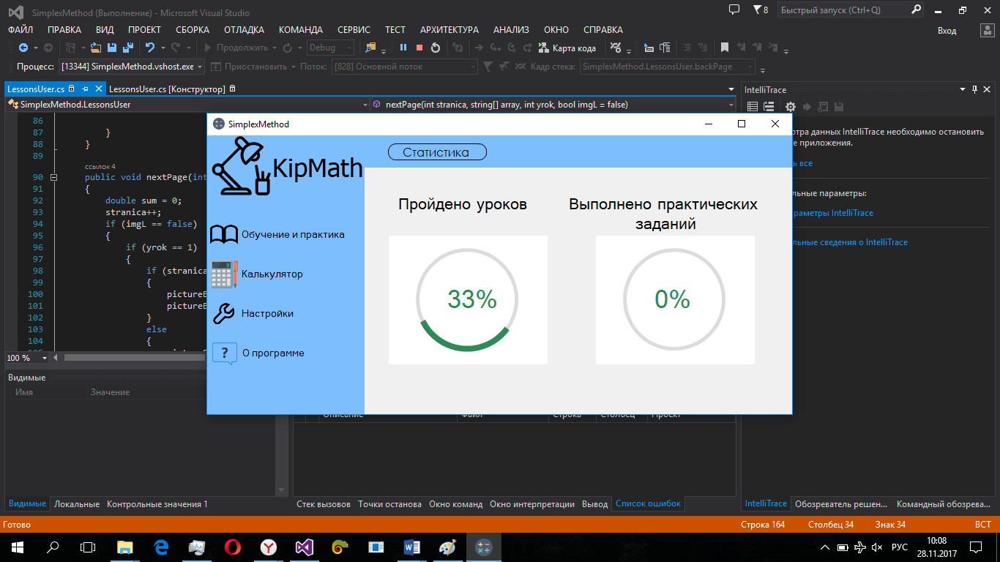 SimplexMethod (Выполнение) - Microsoft Visual Studio
8
Быстрый запуск (Ctrl+Q)
ФАЙЛ ПРАВКА ВИД ПРОЕКТ СБОРКА ОТЛАДКА КОМАНДА СЕРВИС ТЕСТ АРХИТЕКТУРА АНАЛИЗ ОКНО СПРАВКА
Вход
Продолжить Debug Карта кода
Процесс: [13344] SimplexMethod.vshost.exe Приостановить Поток: [828] Основной поток Кадр стека: SimplexMethod.LessonsUser.backPage
LessonsUser.cs LessonsUser.cs [Конструктор]
SimplexMethod.LessonsUser nextPage(int stranica, string[] array, int yrok, bool imgL = false)
86
87 }
88 }
89
ссылок 4
90 public void nextPage(int
91 {
92 double sum = 0;
93 stranica++;
94 if (imgL == false)
95 {
96 if (yrok == 1)
97 {
98 if (stranica
99 {
100 pictureB
101 pictureB
102 }
103 else
104 {
100 %
Видимые
Имя Значение
SimplexMethod
KipMath
Обучение и практика
Калькулятор
Настройки
? О программе
Статистика
Пройдено уроков
33%
Выполнено практических
заданий
0%
Описание Файл Строка Столбец Проект
IntelliTrace
отра данных IntelliTrace необходимо остановить
е приложения.
ь все
льные параметры:
раметры IntelliTrace
льные сведения о IntelliTrace
Видимые Локальные Контрольные значения 1
Стек вызовов Точки останова Окно команд Окно интерпретации Вывод Список ошибок
IntelliTrace Обозреватель решен... Командный обозрева...
Готово
Строка 164 Столбец 34 Знак 34 ВСТ
РУС
10:08
28.11.2017